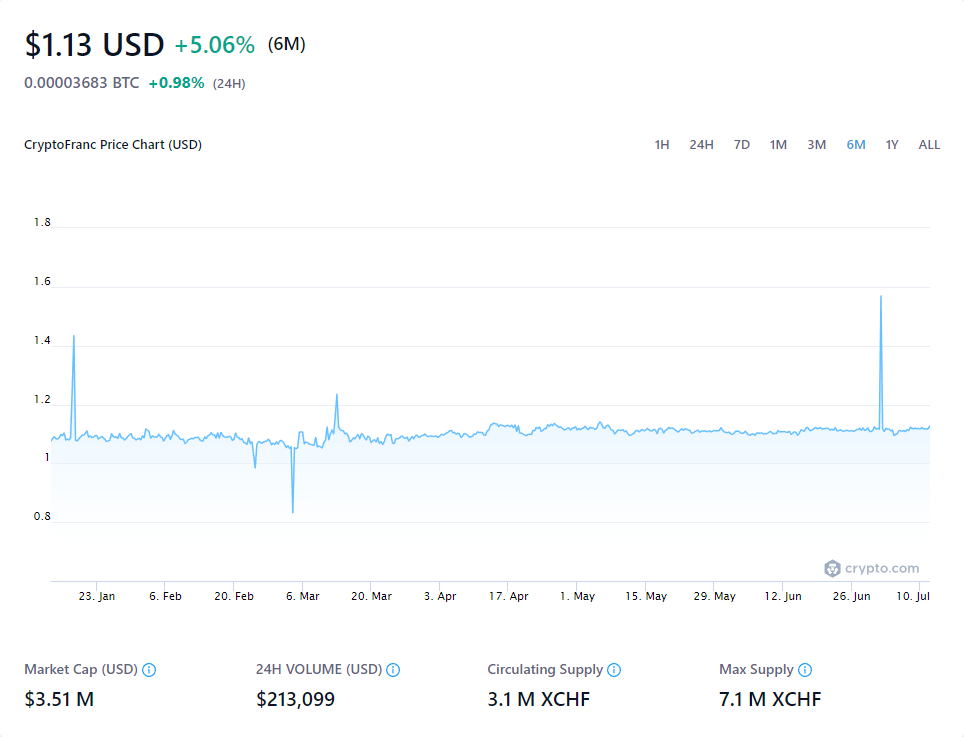 $1.13 USD +5.06% (6M)
0.00003683 BTC +0.98% (24H)
CryptoFranc Price Chart (USD) 1H 24H 7D 1M 3M 6M 1Y ALL
1.8
1.6
1.4
1.2
1
0.8
crypto.com
23. Jan 6. Feb 20. Feb 6. Mar 20. Mar 3. Apr 17. Apr 1. May 15. May 29. May 12. Jun 26. Jun 10. Jul
Market Cap (USD) 24H VOLUME (USD) Circulating Supply Max Supply
$3.51 M $213,099 3.1 M XCHF 7.1 M XCHF